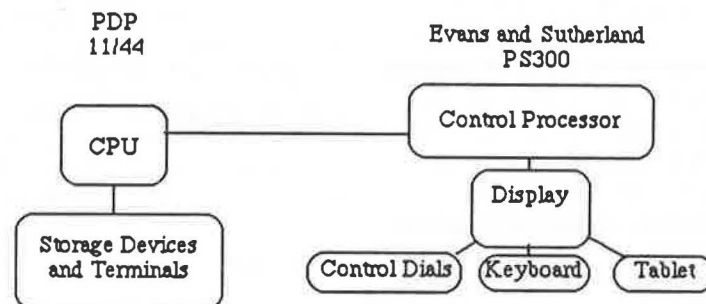 PDP
11/44
Evans and Sutherland
PS300
CPU
Control Processor
Display
Storage Devices
and Terminals
Control Dials
Keyboard
Tablet